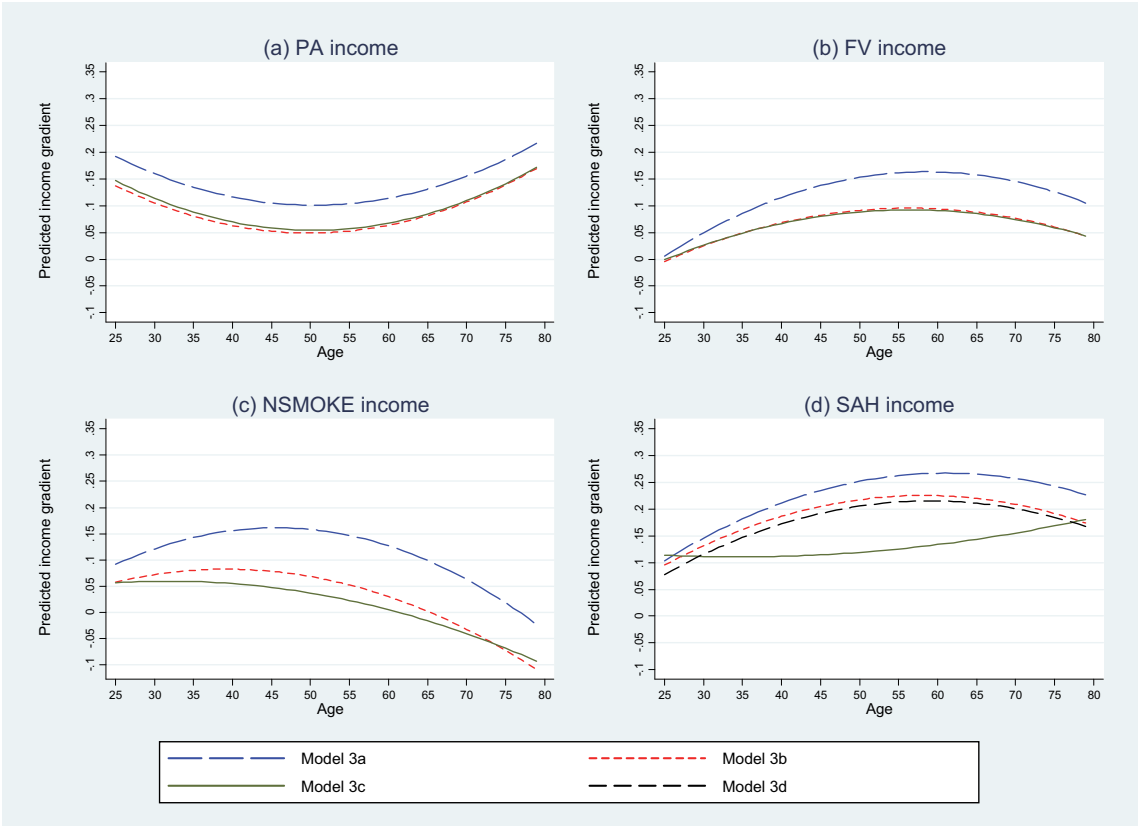 (a) PA income
Predicted income gradient
.35
.3
.25
.2
.15
.1
.05
0
-.05
-.1
25 30 35 40 45 50 55 60 65 70 75 80
Age
(b) FV income
Predicted income gradient
.35
.3
.25
.2
.15
.1
.05
0
-.05
-.1
25 30 35 40 45 50 55 60 65 70 75 80
Age
(c) NSMOKE income
Predicted income gradient
.35
.3
.25
.2
.15
.1
.05
0
-.05
-.1
25 30 35 40 45 50 55 60 65 70 75 80
Age
(d) SAH income
Predicted income gradient
.35
.3
.25
.2
.15
.1
.05
0
-.05
-.1
25 30 35 40 45 50 55 60 65 70 75 80
Age
Model 3a
Model 3b
Model 3c
Model 3d